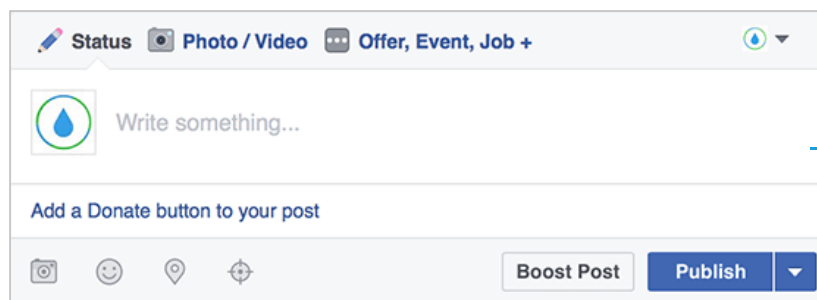 Status Photo / Video Offer, Event, Job +
Write something...
Add a Donate button to your post
Boost Post Publish